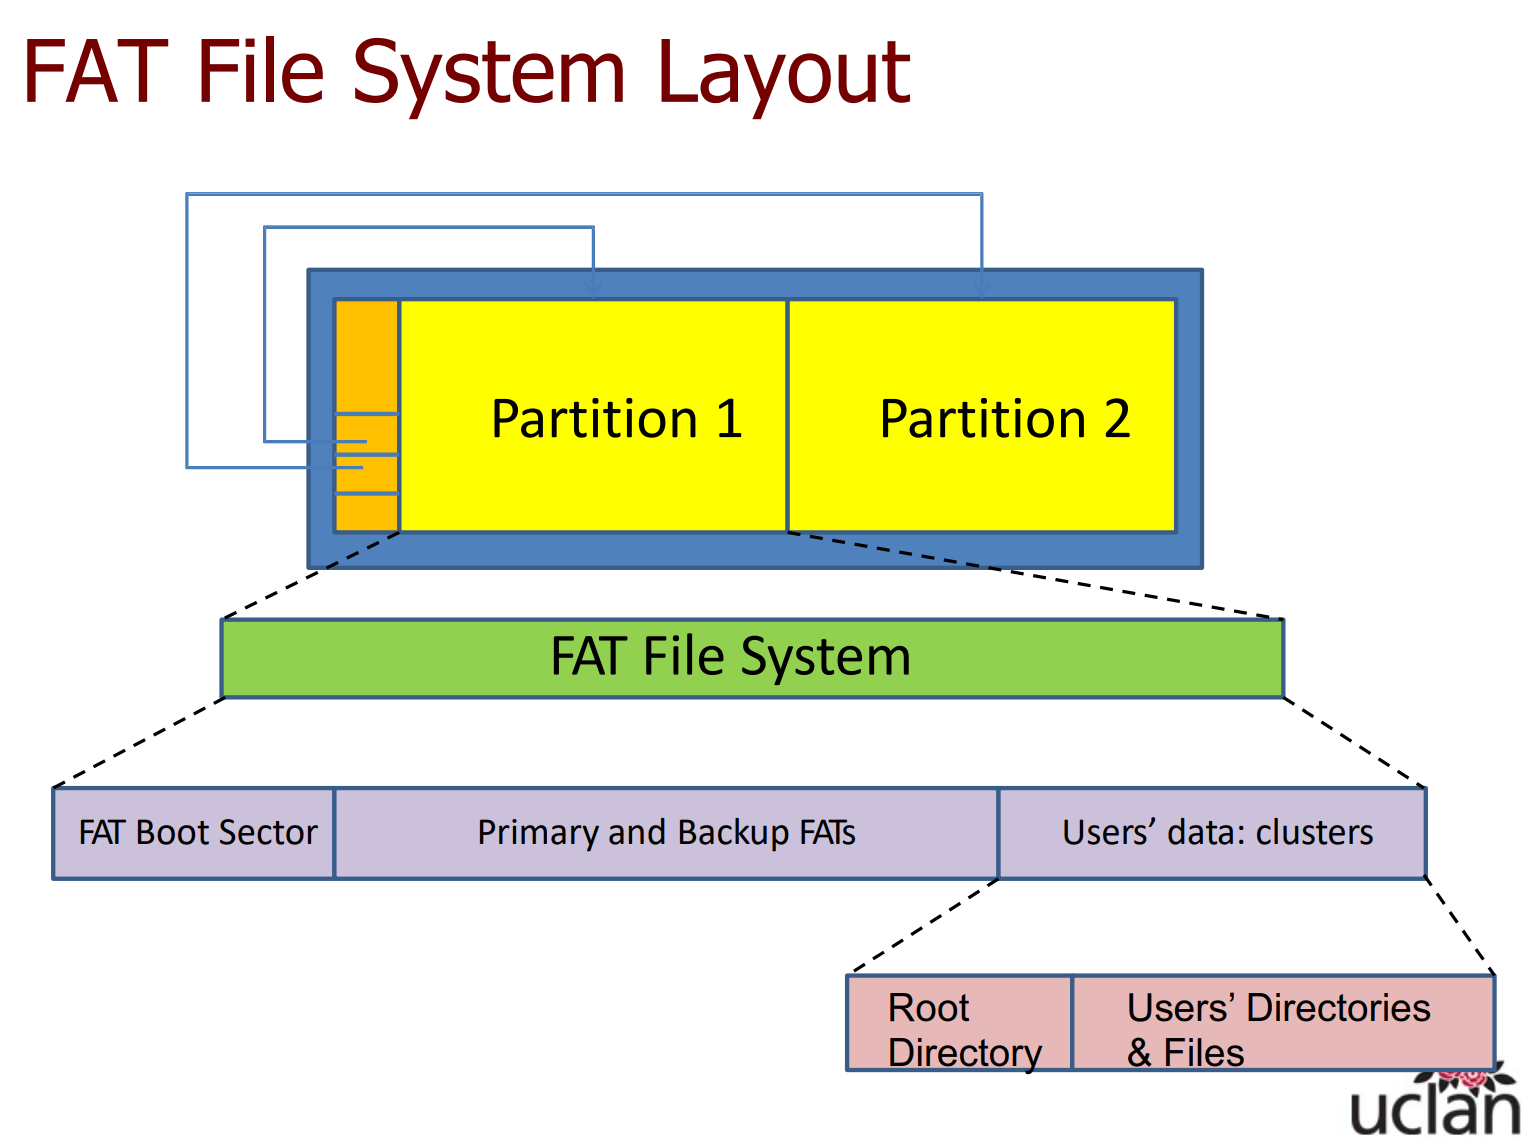 FAT File System Layout
Partition 1
Partition 2
FAT File System
FAT Boot Sector
Primary and Backup FATs
Users’ data: clusters
Root
Directory
Users’ Directories
& Files
uclan